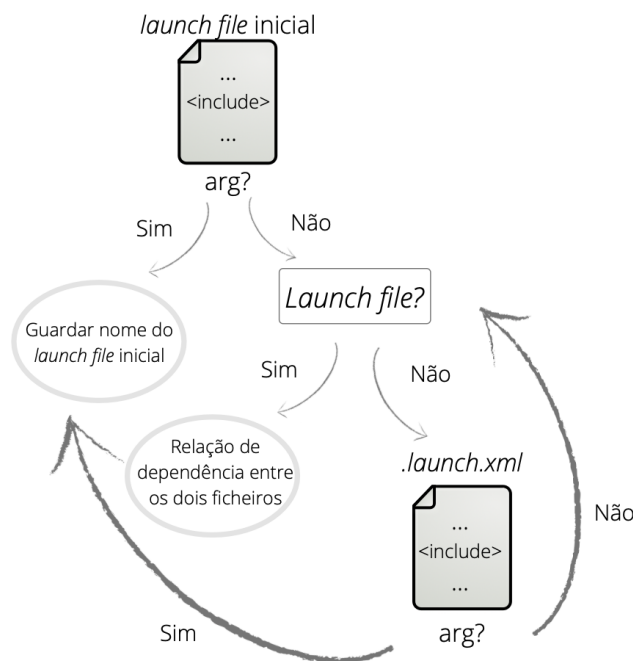 launch file inicial
...
<include>
...
arg?
Sim
Não
Launch file?
Guardar nome do
launch file inicial
Sim
Não
Relação de
dependência entre
os dois ficheiros
.launch.xml
...
<include>
...
arg?
Não
Sim